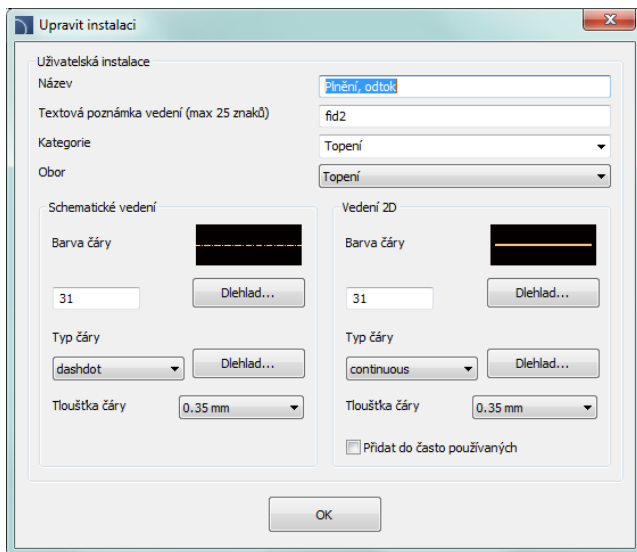 Upravit instalaci
Uživatelská instalace
Název
Plnění, odtok
Textová poznámka vedení (max 25 znaků)
fid2
Kategorie
Topení
Obor
Topení
Schematické vedení
Barva čáry
31
Dlehlad...
Typ čáry
dashdot
Dlehlad...
Tloušťka čáry
0.35 mm
Vedení 2D
Barva čáry
31
Dlehlad...
Typ čáry
continuous
Dlehlad...
Tloušťka čáry
0.35 mm
Přidat do často používaných
OK